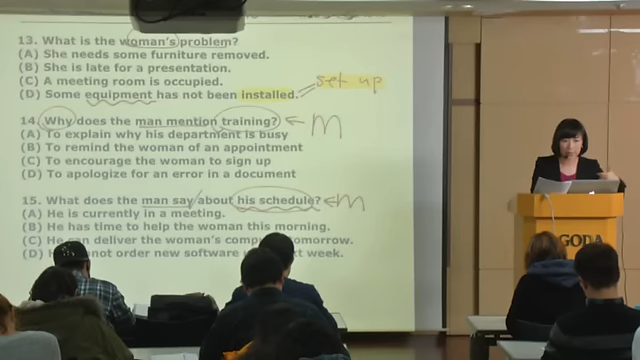 13. What is the woman's problem?
(A) She needs some furniture removed.
(B) She is late for a presentation.
(C) A meeting room is occupied.
(D) Some equipment has not been installed. set up
14. Why does the man mention training? ← M
(A) To explain why his department is busy
(B) To remind the woman of an appointment
(C) To encourage the woman to sign up
(D) To apologize for an error in a document
15. What does the man say about his schedule? ← M
(A) He is currently in a meeting.
(B) He has time to help the woman this morning.
(C) He can deliver the woman's computer tomorrow.
(D) He cannot order new software until next week.
GODA